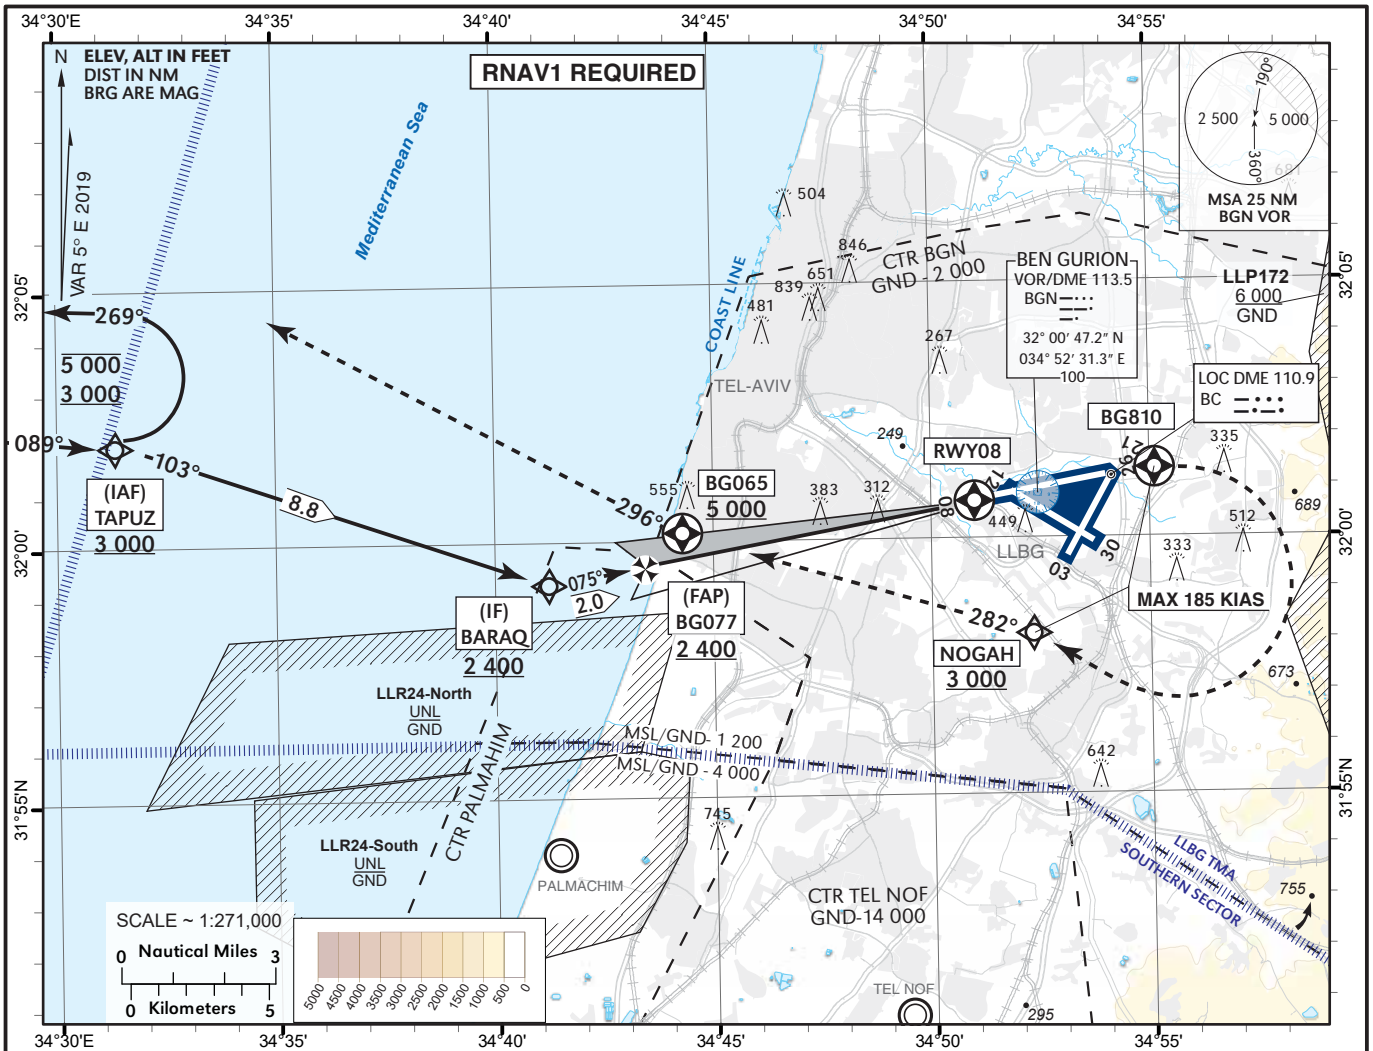 34°30'E
34°35'
34°40'
34°45'
34°50'
34°55'
N
ELEV, ALT IN FEET
DIST IN NM
BRG ARE MAG
VAR 5° E 2019
RNAV1 REQUIRED
Mediterranean Sea
190°
2 500
5 000
360°
681
MSA 25 NM
BGN VOR
504
846
CTR BGN
GND - 2 000
651
839
481
267
COAST LINE
BEN GURION
VOR/DME 113.5
BGN
32° 00' 47.2" N
034° 52' 31.3" E
100
LLP172
6 000
GND
32°05'
32°05'
269°
5 000
3 000
089°
103°
8.8
(IAF)
TAPUZ
3 000
TEL-AVIV
LOC DME 110.9
BC
BG810
249
RWY08
335
21
26
12
08
555
BG065
5 000
296°
383
312
449
LLBG
30
03
689
512
333
32°00'
32°00'
075°
2.0
(IF)
BARAQ
2 400
(FAP)
BG077
2 400
MAX 185 KIAS
282°
NOGAH
3 000
673
LLR24-North
UNL
GND
CTR PALMAHIM
MSL/GND- 1 200
MSL/GND - 4 000
642
31°55'N
31°55'N
745
LLR24-South
UNL
GND
PALMACHIM
LLBG TMA
SOUTHERN SECTOR
755
CTR TEL NOF
GND-14 000
TEL NOF
295
SCALE ~ 1:271,000
0 Nautical Miles 3
0 Kilometers 5
5000 4500 4000 3500 3000 2500 2000 1500 1000 500 0
34°30'E
34°35'
34°40'
34°45'
34°50'
34°55'